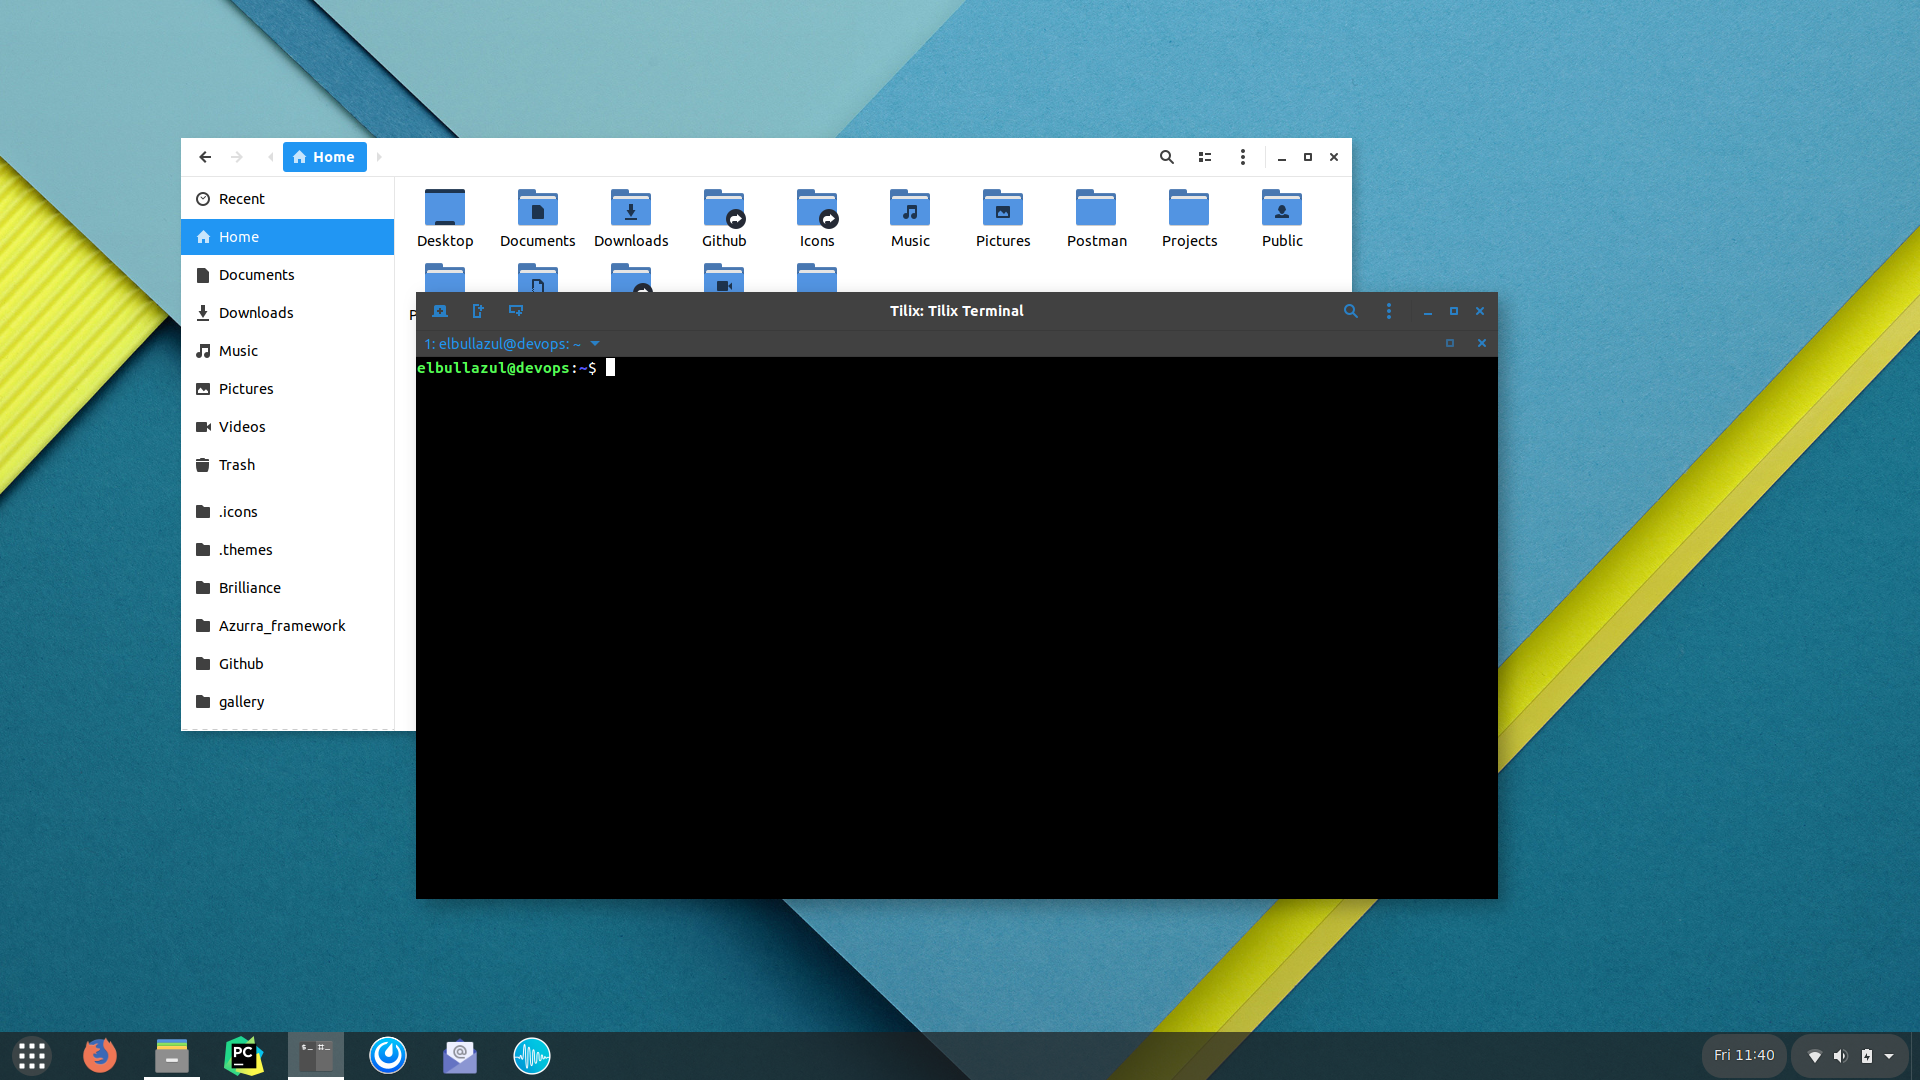 Home
Recent
Home
Documents
Downloads
Music
Pictures
Videos
Trash
.icons
.themes
Brilliance
Azurra_framework
Github
gallery
Desktop
Documents
Downloads
Github
Icons
Music
Pictures
Postman
Projects
Public
Tilix: Tilix Terminal
1: elbullazul@devops: ~
elbullazul@devops:~$
PC
$_ #_
@
Fri 11:40